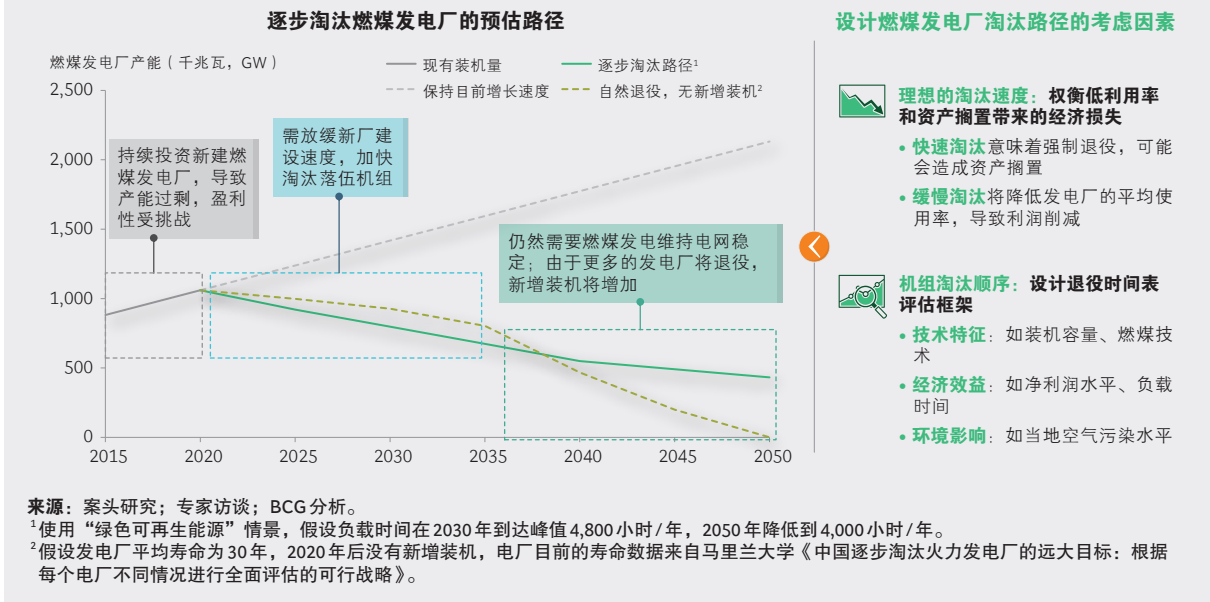 逐步淘汰燃煤发电厂的预估路径
燃煤发电厂产能（千兆瓦，GW）
现有装机量
逐步淘汰路径¹
保持目前增长速度
自然退役，无新增装机²
2,500
2,000
1,500
1,000
500
0
2015
2020
2025
2030
2035
2040
2045
2050
持续投资新建燃
煤发电厂，导致
产能过剩，盈利
性受挑战
需放缓新厂建
设速度，加快
淘汰落伍机组
仍然需要燃煤发电维持电网稳
定；由于更多的发电厂将退役，
新增装机将增加
设计燃煤发电厂淘汰路径的考虑因素
理想的淘汰速度：权衡低利用率
和资产搁置带来的经济损失
• 快速淘汰意味着强制退役，可能
会造成资产搁置
• 缓慢淘汰将降低发电厂的平均使
用率，导致利润削减
机组淘汰顺序：设计退役时间表
评估框架
• 技术特征：如装机容量、燃煤技
术
• 经济效益：如净利润水平、负载
时间
• 环境影响：如当地空气污染水平
来源：案头研究；专家访谈；BCG分析。
¹使用“绿色可再生能源”情景，假设负载时间在2030年到达峰值4,800小时/年，2050年降低到4,000小时/年。
²假设发电厂平均寿命为30年，2020年后没有新增装机，电厂目前的寿命数据来自马里兰大学《中国逐步淘汰火力发电厂的远大目标：根据
每个电厂不同情况进行全面评估的可行战略》。